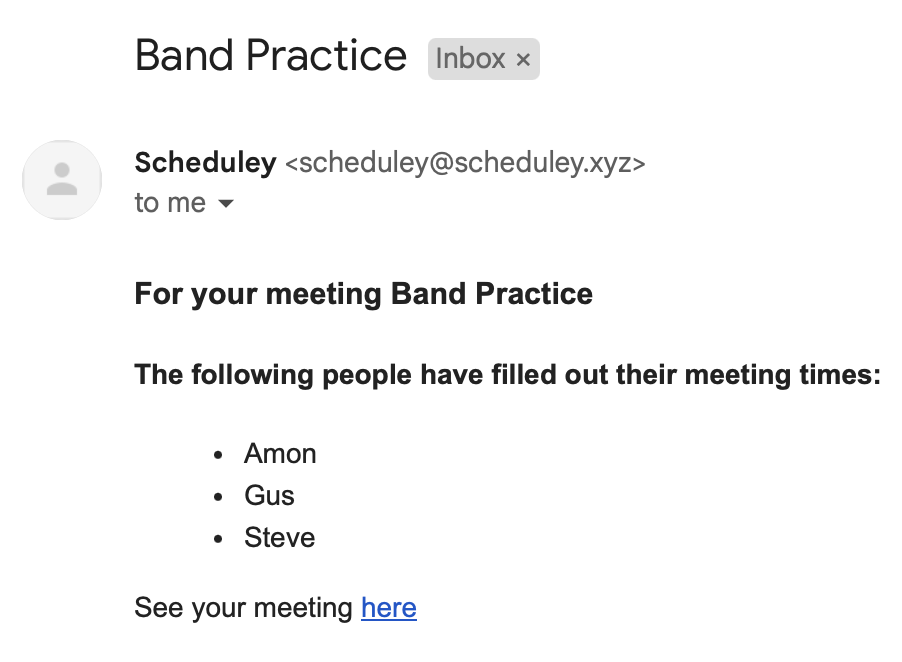 Band Practice Inbox ×
Scheduley <scheduley@scheduley.xyz>
to me
For your meeting Band Practice
The following people have filled out their meeting times:
• Amon
• Gus
• Steve
See your meeting here